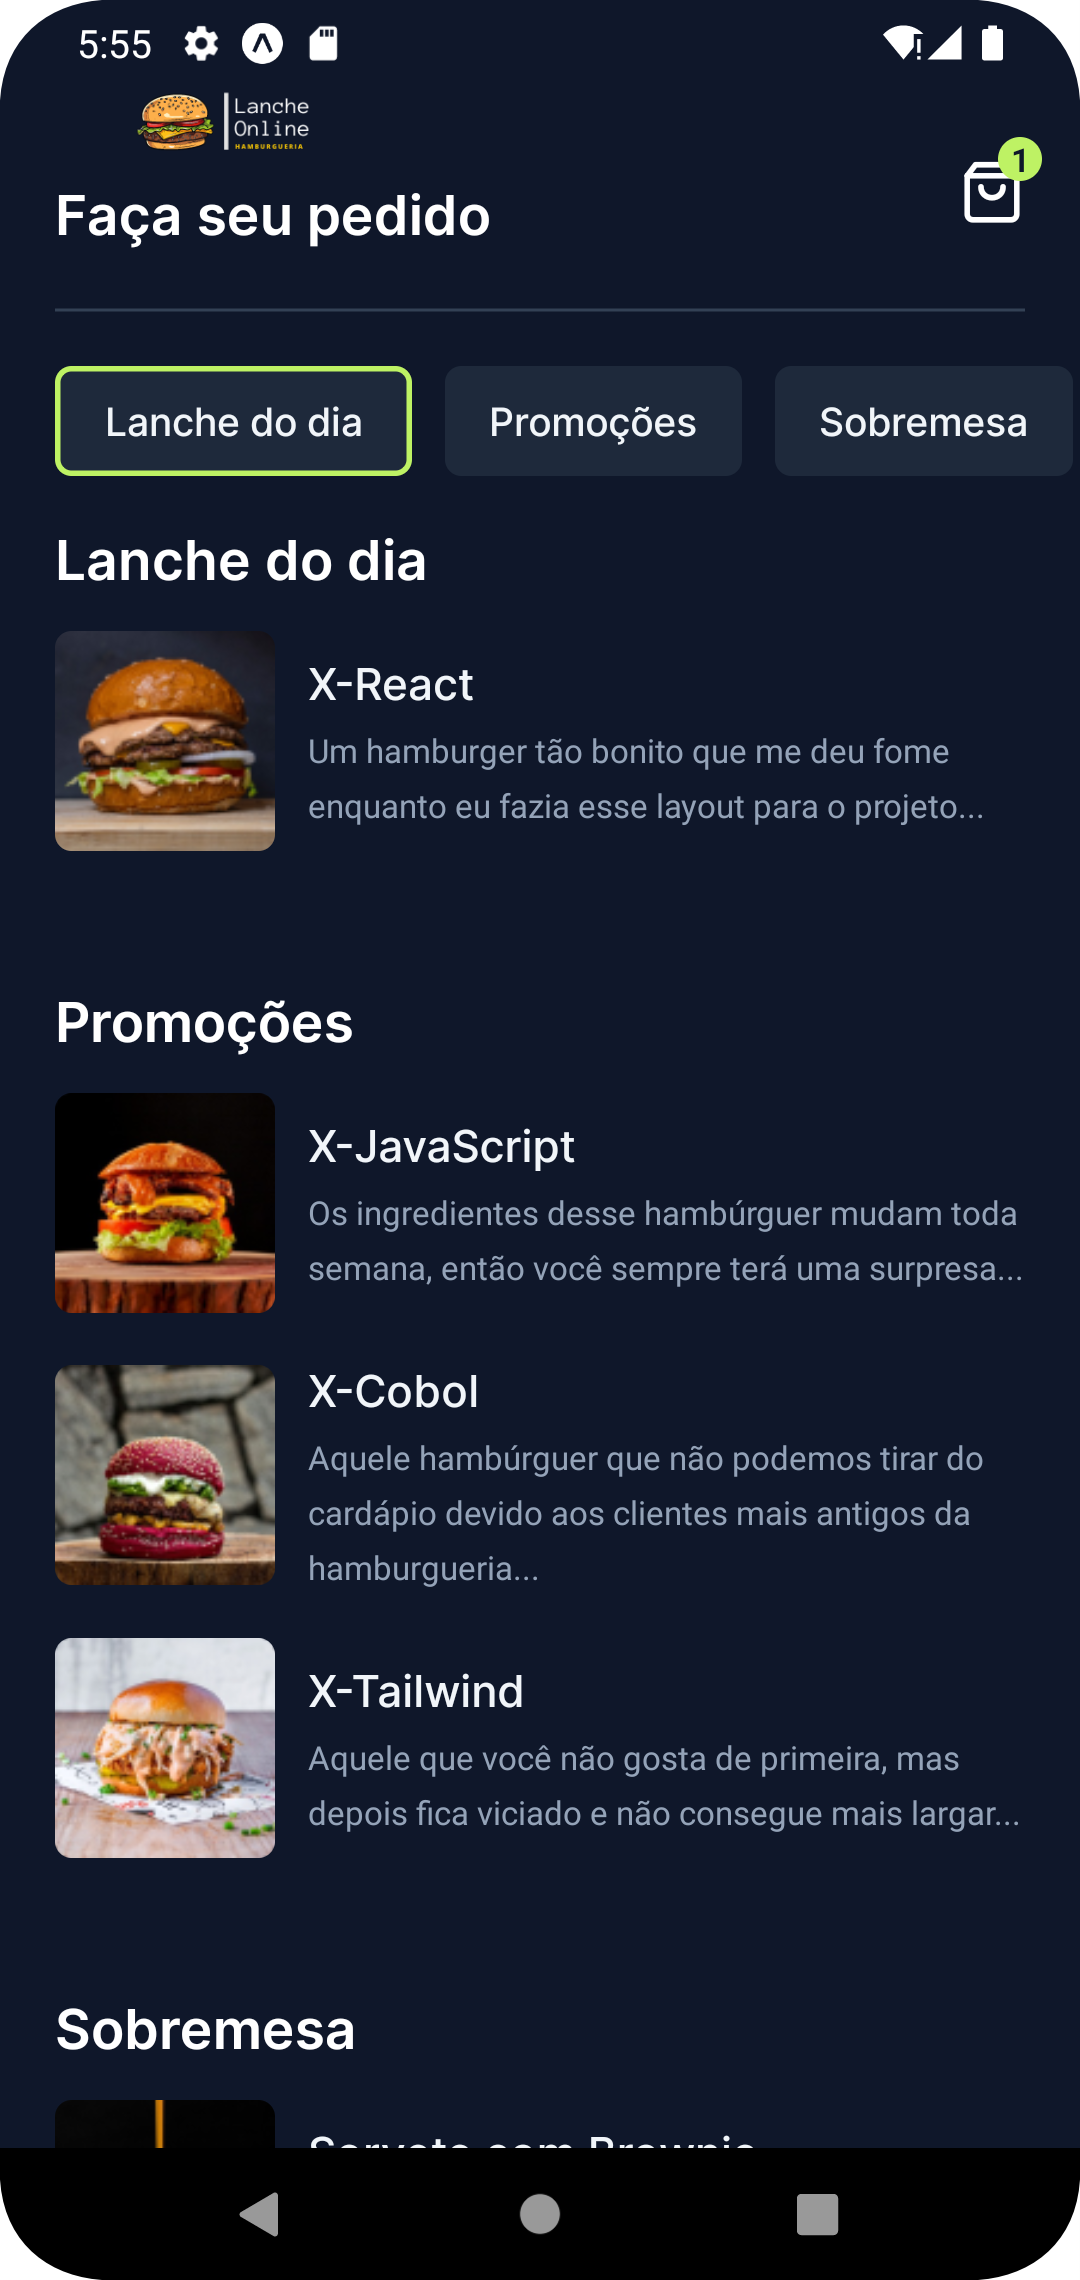 5:55
Lanche
Online
HAMBURGUERIA
1
Faça seu pedido
Lanche do dia
Promoções
Sobremesa
Lanche do dia
X-React
Um hamburger tão bonito que me deu fome
enquanto eu fazia esse layout para o projeto...
Promoções
X-JavaScript
Os ingredientes desse hambúrguer mudam toda
semana, então você sempre terá uma surpresa...
X-Cobol
Aquele hambúrguer que não podemos tirar do
cardápio devido aos clientes mais antigos da
hamburgueria...
X-Tailwind
Aquele que você não gosta de primeira, mas
depois fica viciado e não consegue mais largar...
Sobremesa
Sorvete com Brownie